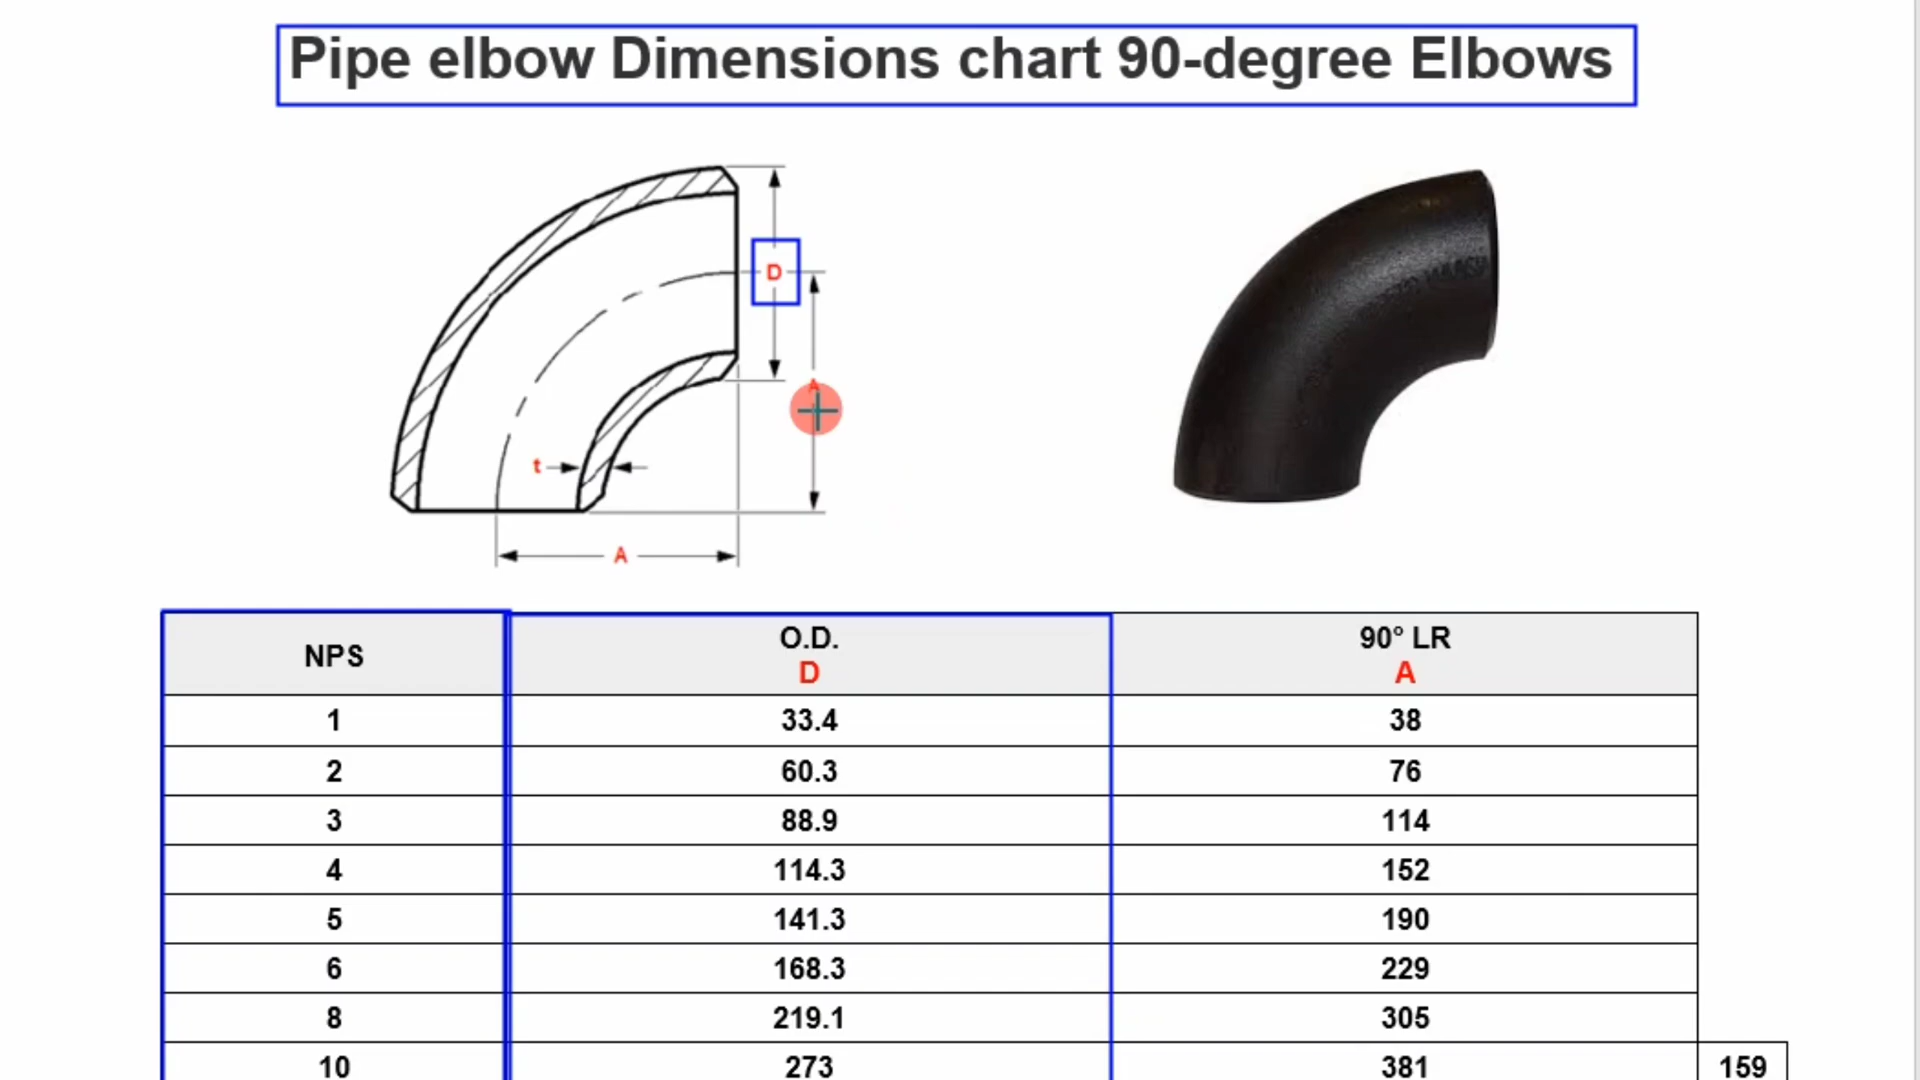 Pipe elbow Dimensions chart 90-degree Elbows
D
A
t
A
NPS O.D. D 90° LR A
1 33.4 38
2 60.3 76
3 88.9 114
4 114.3 152
5 141.3 190
6 168.3 229
8 219.1 305
10 273 381 159